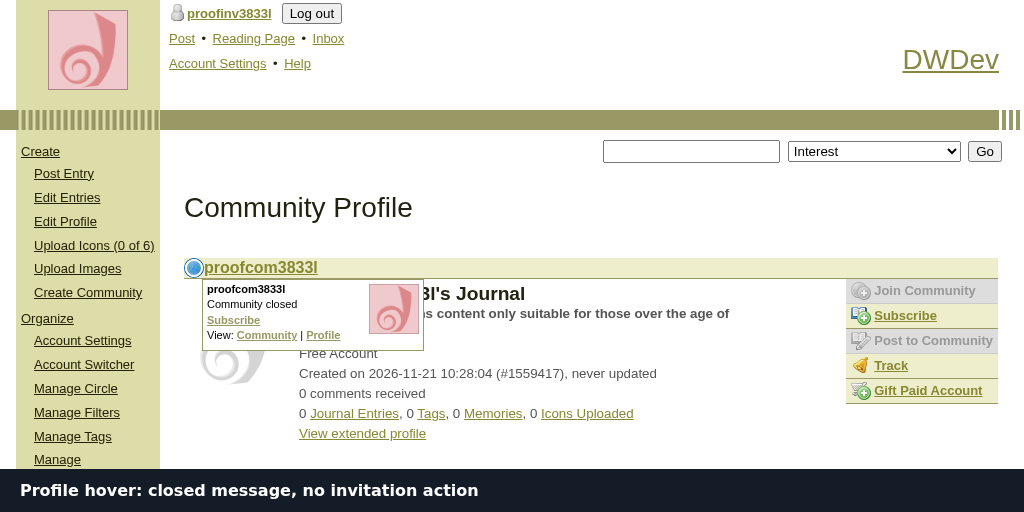 proofinv3833l Log out
Post • Reading Page • Inbox
Account Settings • Help
DWDev
Interest Go
Create
Post Entry
Edit Entries
Edit Profile
Upload Icons (0 of 6)
Upload Images
Create Community
Organize
Account Settings
Account Switcher
Manage Circle
Manage Filters
Manage Tags
Manage
Community Profile
proofcom3833l
proofcom3833l
Community closed
Subscribe
View: Community | Profile
3l's Journal
content only suitable for those over the age of
Free Account
Created on 2026-11-21 10:28:04 (#1559417), never updated
0 comments received
0 Journal Entries, 0 Tags, 0 Memories, 0 Icons Uploaded
View extended profile
Join Community
Subscribe
Post to Community
Track
Gift Paid Account
Profile hover: closed message, no invitation action